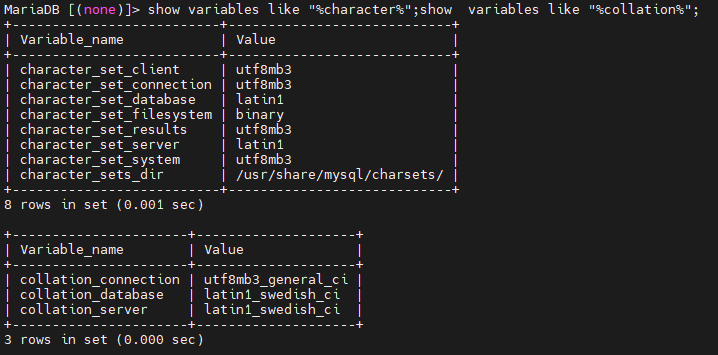 MariaDB [(none)]> show variables like "%character%";show  variables like "%collation%";
+--------------------------+----------------------------+
| Variable_name            | Value                      |
+--------------------------+----------------------------+
| character_set_client     | utf8mb3                    |
| character_set_connection | utf8mb3                    |
| character_set_database   | latin1                     |
| character_set_filesystem | binary                     |
| character_set_results    | utf8mb3                    |
| character_set_server     | latin1                     |
| character_set_system     | utf8mb3                    |
| character_sets_dir       | /usr/share/mysql/charsets/ |
+--------------------------+----------------------------+
8 rows in set (0.001 sec)

+----------------------+--------------------+
| Variable_name        | Value              |
+----------------------+--------------------+
| collation_connection | utf8mb3_general_ci |
| collation_database   | latin1_swedish_ci  |
| collation_server     | latin1_swedish_ci  |
+----------------------+--------------------+
3 rows in set (0.000 sec)